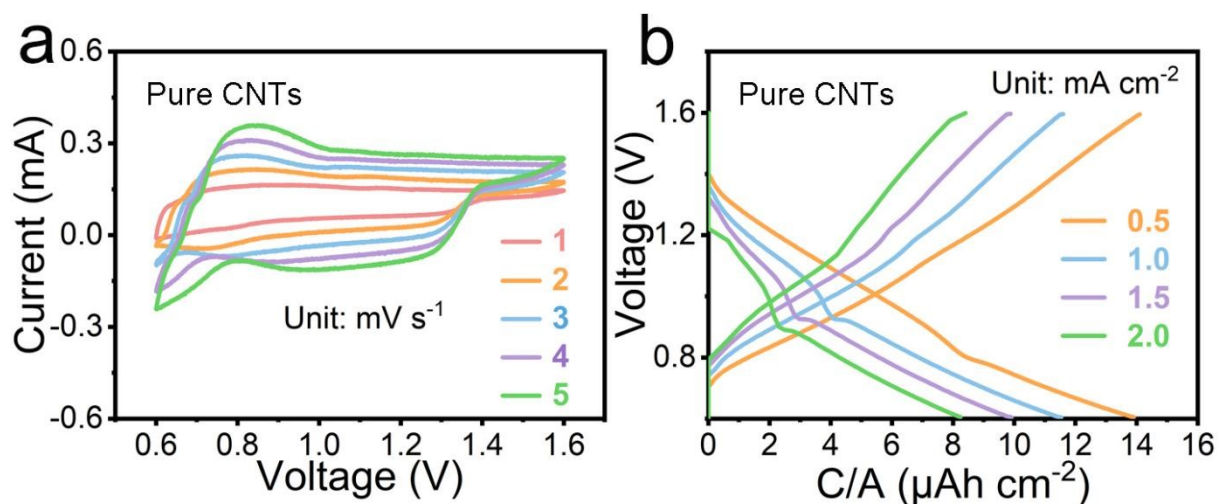 a
Pure CNTs
Current (mA)
0.6
0.3
0.0
-0.3
-0.6
Unit: mV s⁻¹
1
2
3
4
5
0.6 0.8 1.0 1.2 1.4 1.6
Voltage (V)
b
Pure CNTs
Unit: mA cm⁻²
Voltage (V)
1.6
1.2
0.8
0.5
1.0
1.5
2.0
0 2 4 6 8 10 12 14 16
C/A (µAh cm⁻²)